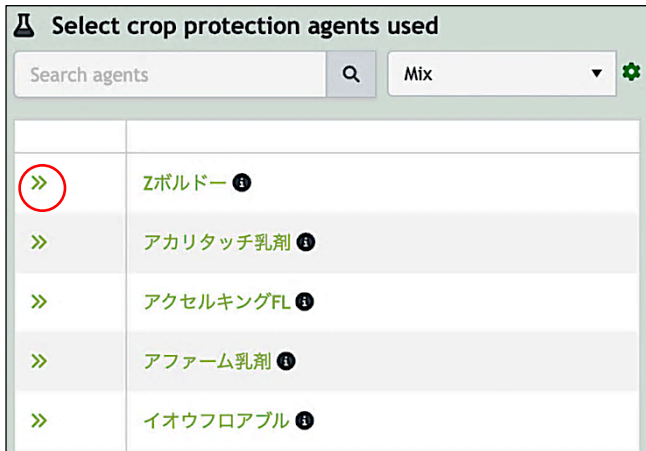 Select crop protection agents used
Search agents
Mix
Zボルドー
アカリタッチ乳剤
アクセルキングFL
アファーム乳剤
イオウフロアブル